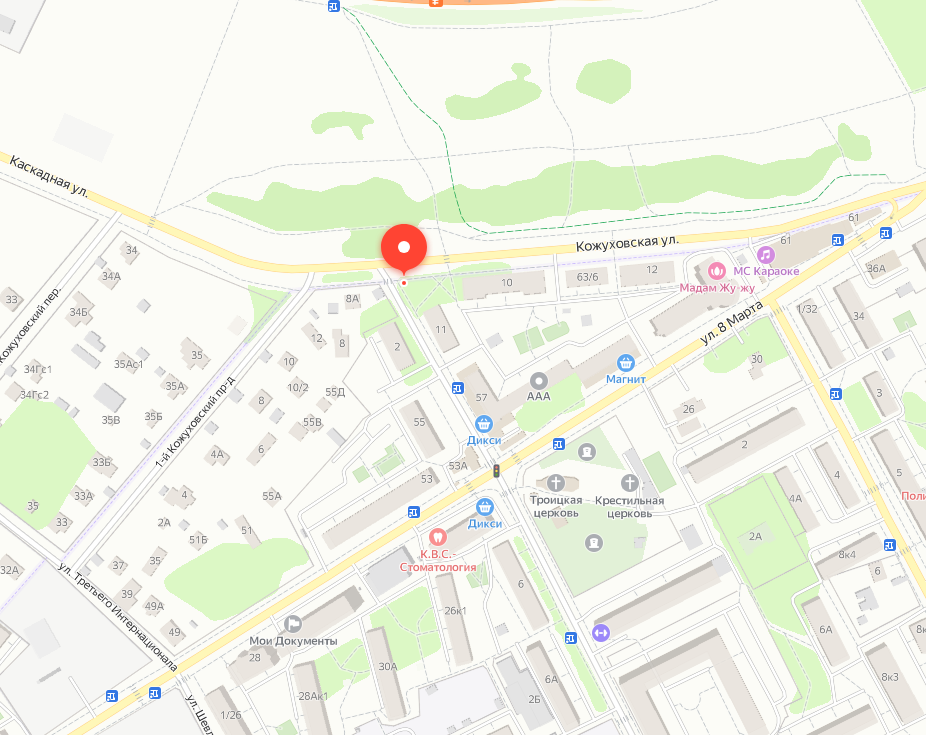 Каскадная ул.
Кожуховская ул.
61
61
МС Караоке
Мадам Жу-жу
36А
34
34А
33
34Б
8А
10
63/6
12
ул. 8 Марта
1/32
34
Кожуховский пер.
12
8
2
11
35
35Ас1
10
30
34Гс1
35А
10/2
Магнит
ААА
3
34Гс2
35В
35Б
8
55Д
55В
57
26
1-й Кожуховский пр-д
55
Дикси
2
6
4А
33Б
53А
53
4
5
35
33А
4
55А
Троицкая
церковь
Крестильная
церковь
4А
33
2А
51Б
51
Дикси
2А
32А
37
35
К.В.С.-
Стоматология
8к4
ул. Третьего Интернационала
39
49А
49
6
26к1
Мои Документы
6А
28
30А
6А
8к3
28Ак1
2Б
1/26